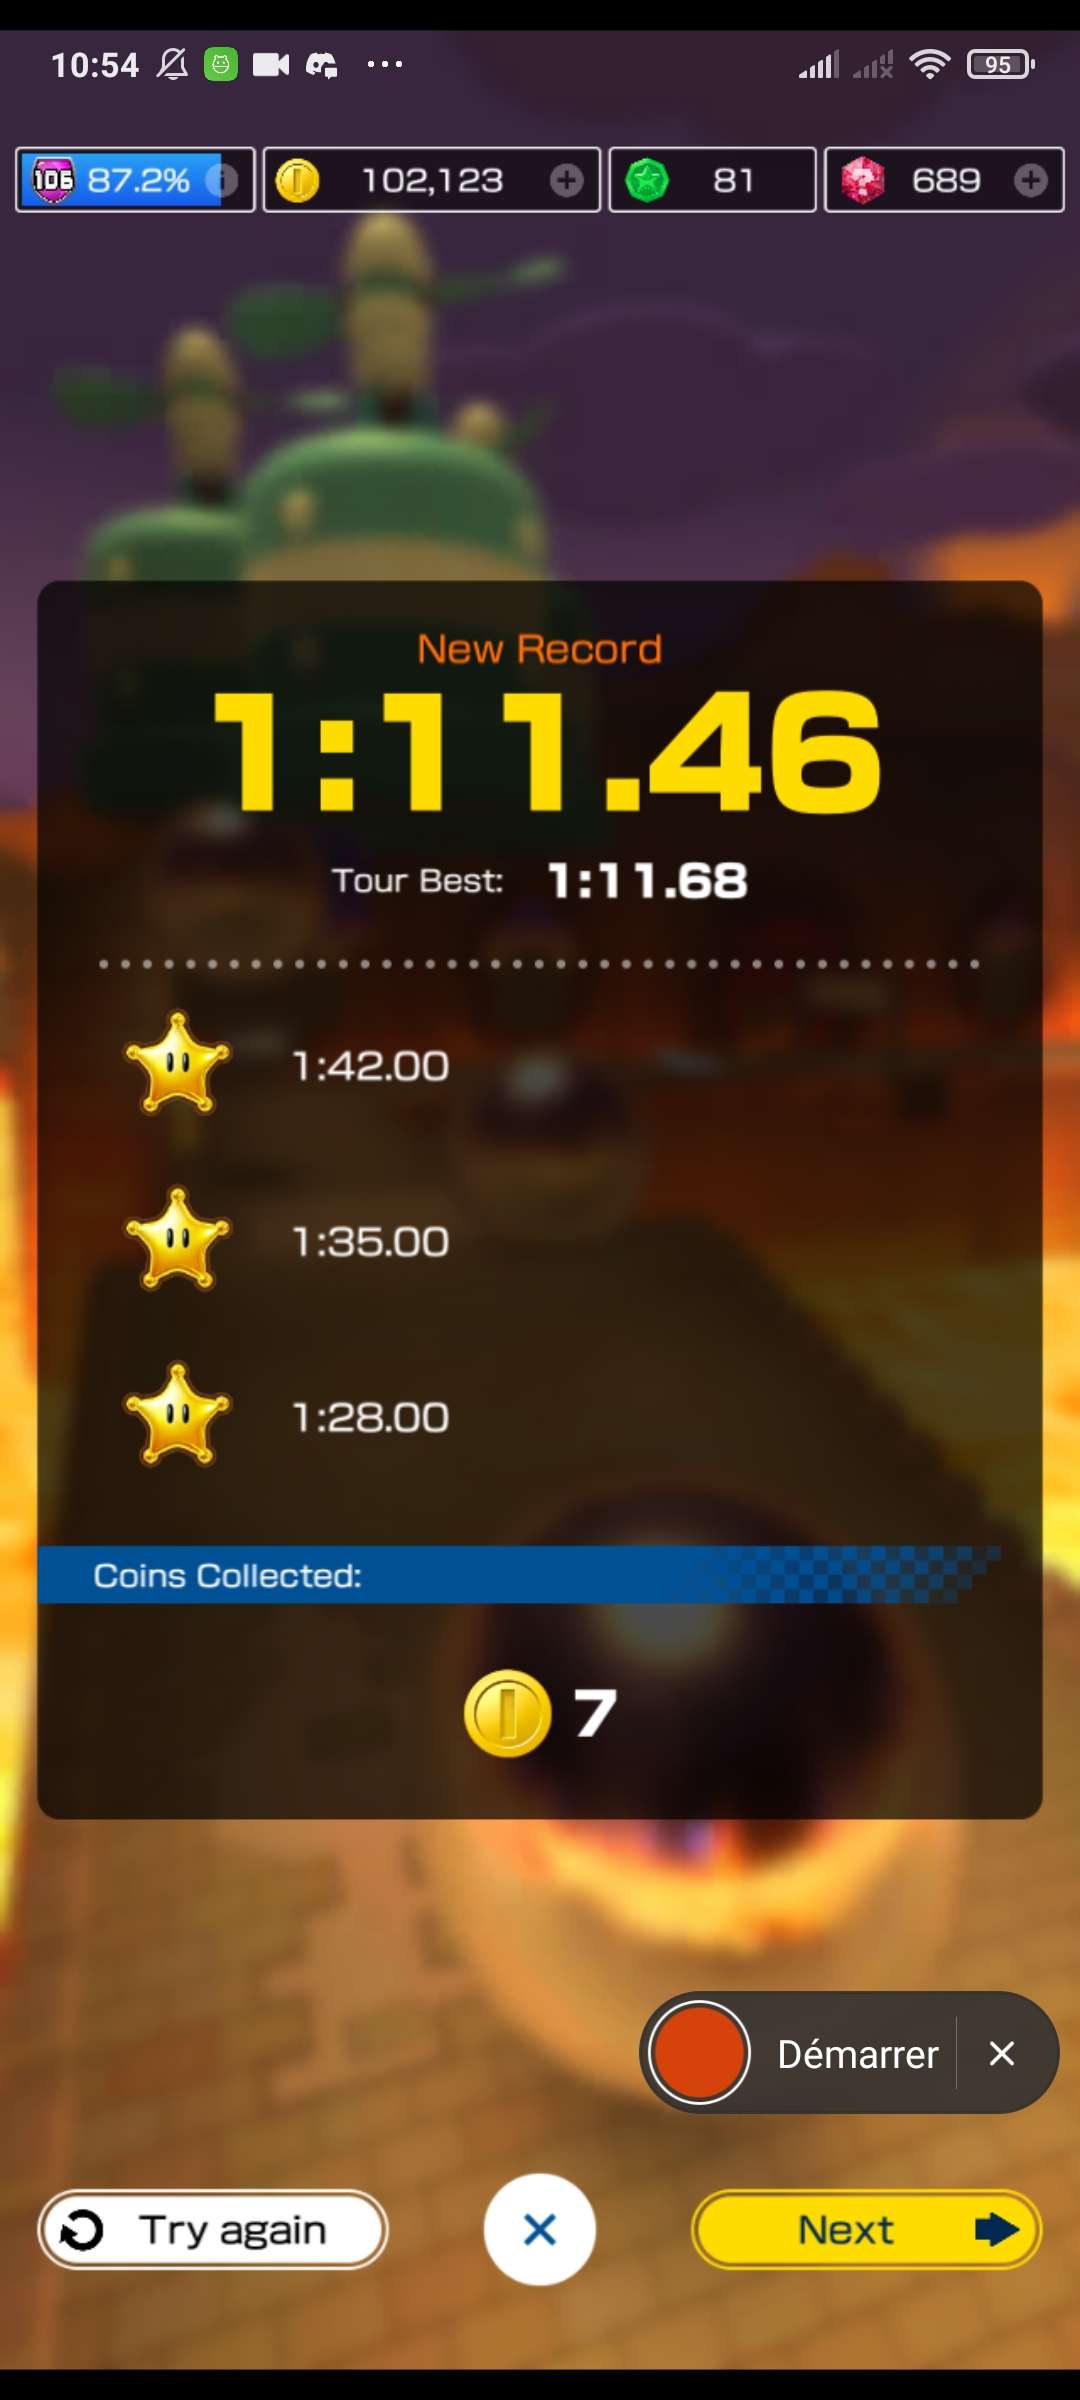 10:54 95
106 87.2% 102,123 81 689
New Record
1:11.46
Tour Best: 1:11.68
1:42.00
1:35.00
1:28.00
Coins Collected:
7
Démarrer
Try again Next